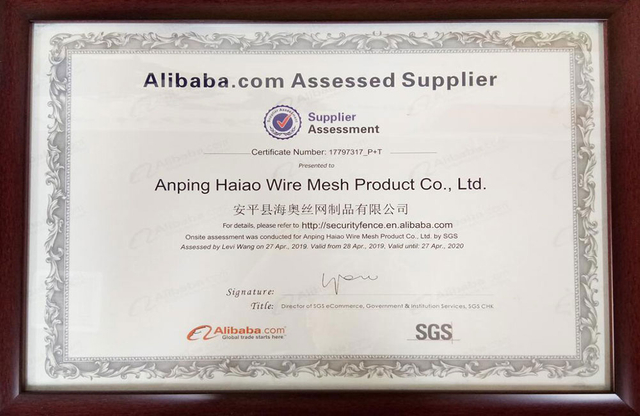 Alibaba.com Assessed Supplier
Supplier
Assessment
Certificate Number: 17797317_P+T
Presented to
Anping Haiao Wire Mesh Product Co., Ltd.
安平县海奥丝网制品有限公司
For details, please refer to http://securityfence.en.alibaba.com
Onsite assessment was conducted for Anping Haiao Wire Mesh Product Co., Ltd. by SGS
Assessed by Levi Wang on 27 Apr., 2019. Valid from 28 Apr., 2019, Valid until: 27 Apr., 2020
Signature:
Title: Director of SGS eCommerce, Government & Institution Services, SGS CHK
Alibaba.com
Global trade starts here
SGS